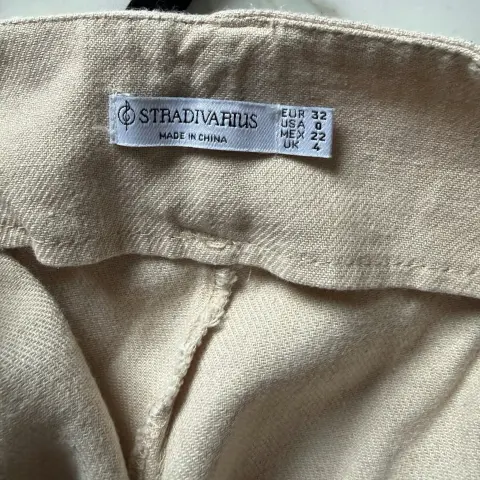 STRADIVARIUS
MADE IN CHINA
EUR 32
USA 0
MEX 22
UK 4